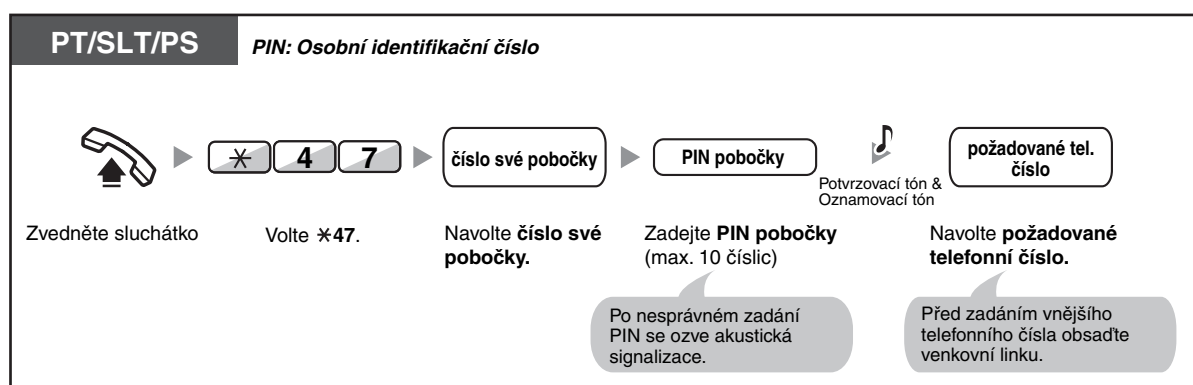 PT/SLT/PS
PIN: Osobní identifikační číslo
✳ 4 7
číslo své pobočky
PIN pobočky
Potvrzovací tón &
Oznamovací tón
požadované tel.
číslo
Zvedněte sluchátko
Volte ✳47.
Navolte číslo své
pobočky.
Zadejte PIN pobočky
(max. 10 číslic)
Navolte požadované
telefonní číslo.
Po nesprávném zadání
PIN se ozve akustická
signalizace.
Před zadáním vnějšího
telefonního čísla obsaďte
venkovní linku.